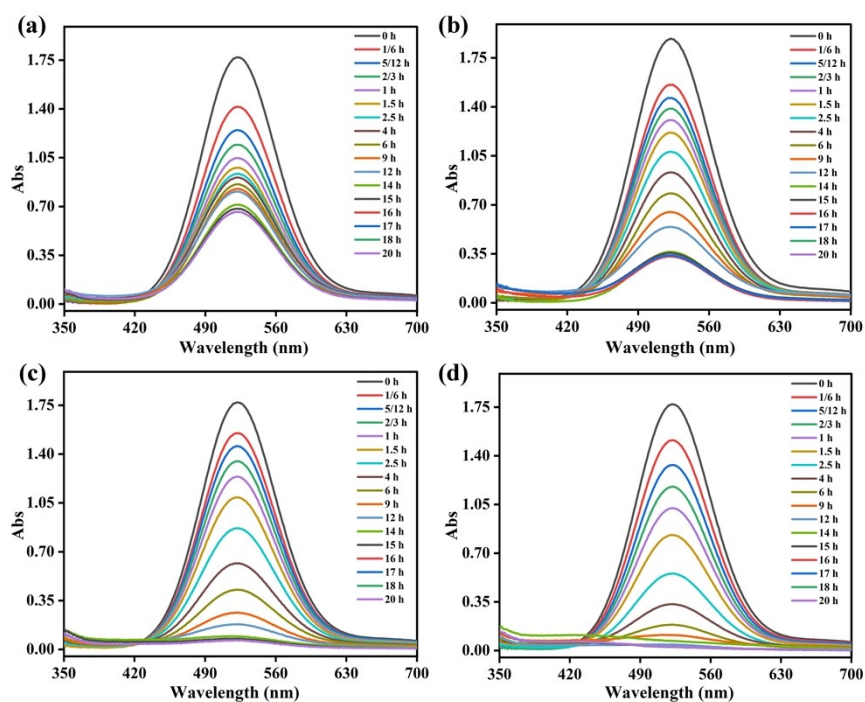 (a)
0 h
1/6 h
5/12 h
2/3 h
1 h
1.5 h
2.5 h
4 h
6 h
9 h
12 h
14 h
15 h
16 h
17 h
18 h
20 h
1.75
1.40
1.05
0.70
0.35
0.00
Abs
350 420 490 560 630 700
Wavelength (nm)
(b)
0 h
1/6 h
5/12 h
2/3 h
1 h
1.5 h
2.5 h
4 h
6 h
9 h
12 h
14 h
15 h
16 h
17 h
18 h
20 h
1.75
1.40
1.05
0.70
0.35
0.00
Abs
350 420 490 560 630 700
Wavelength (nm)
(c)
0 h
1/6 h
5/12 h
2/3 h
1 h
1.5 h
2.5 h
4 h
6 h
9 h
12 h
14 h
15 h
16 h
17 h
18 h
20 h
1.75
1.40
1.05
0.70
0.35
0.00
Abs
350 420 490 560 630 700
Wavelength (nm)
(d)
0 h
1/6 h
5/12 h
2/3 h
1 h
1.5 h
2.5 h
4 h
6 h
9 h
12 h
14 h
15 h
16 h
17 h
18 h
20 h
1.75
1.40
1.05
0.70
0.35
0.00
Abs
350 420 490 560 630 700
Wavelength (nm)